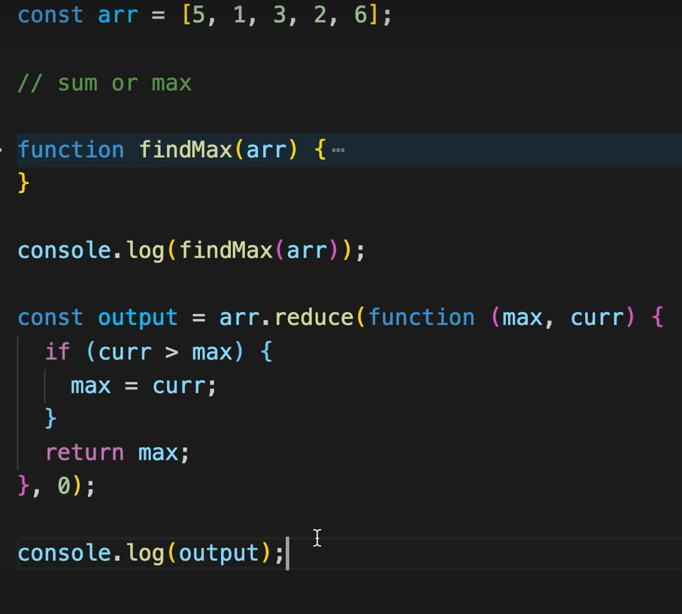 const arr = [5, 1, 3, 2, 6];
// sum or max
function findMax(arr) {⋯
}
console.log(findMax(arr));
const output = arr.reduce(function (max, curr) {
  if (curr > max) {
    max = curr;
  }
  return max;
}, 0);
console.log(output);